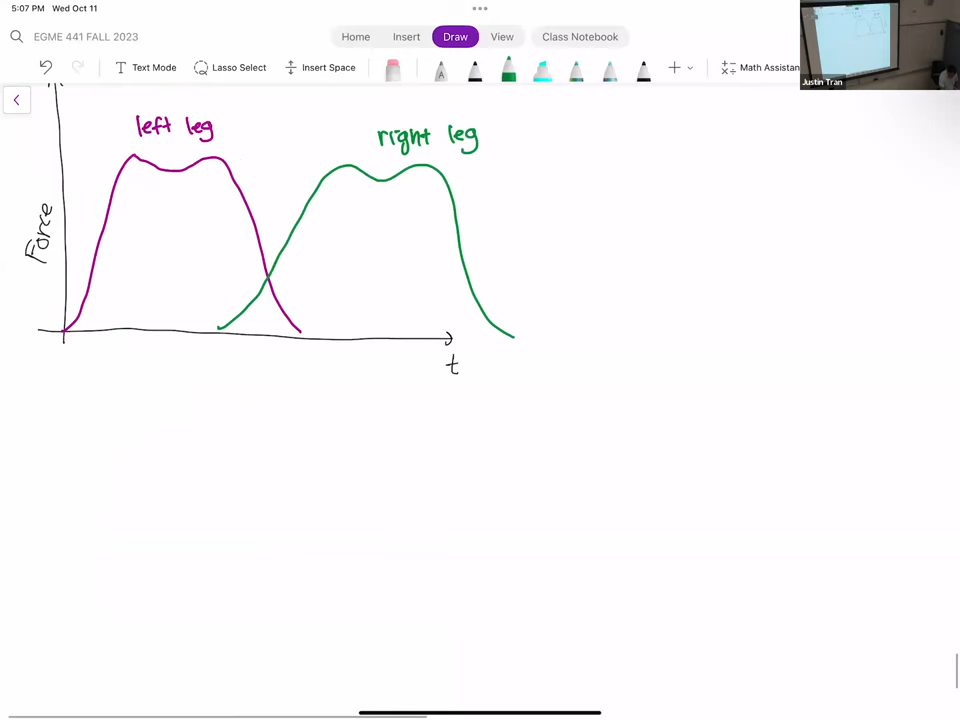 5:07 PM Wed Oct 11
EGME 441 FALL 2023
Home Insert Draw View Class Notebook
Text Mode Lasso Select Insert Space Math Assistan
Justin Tran
left leg
right leg
Force
t